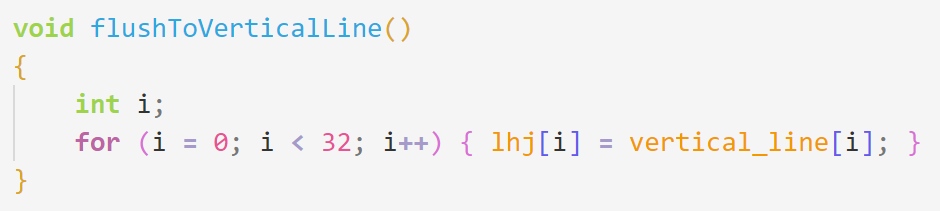 void flushToVerticalLine()
{
    int i;
    for (i = 0; i < 32; i++) { lhj[i] = vertical_line[i]; }
}